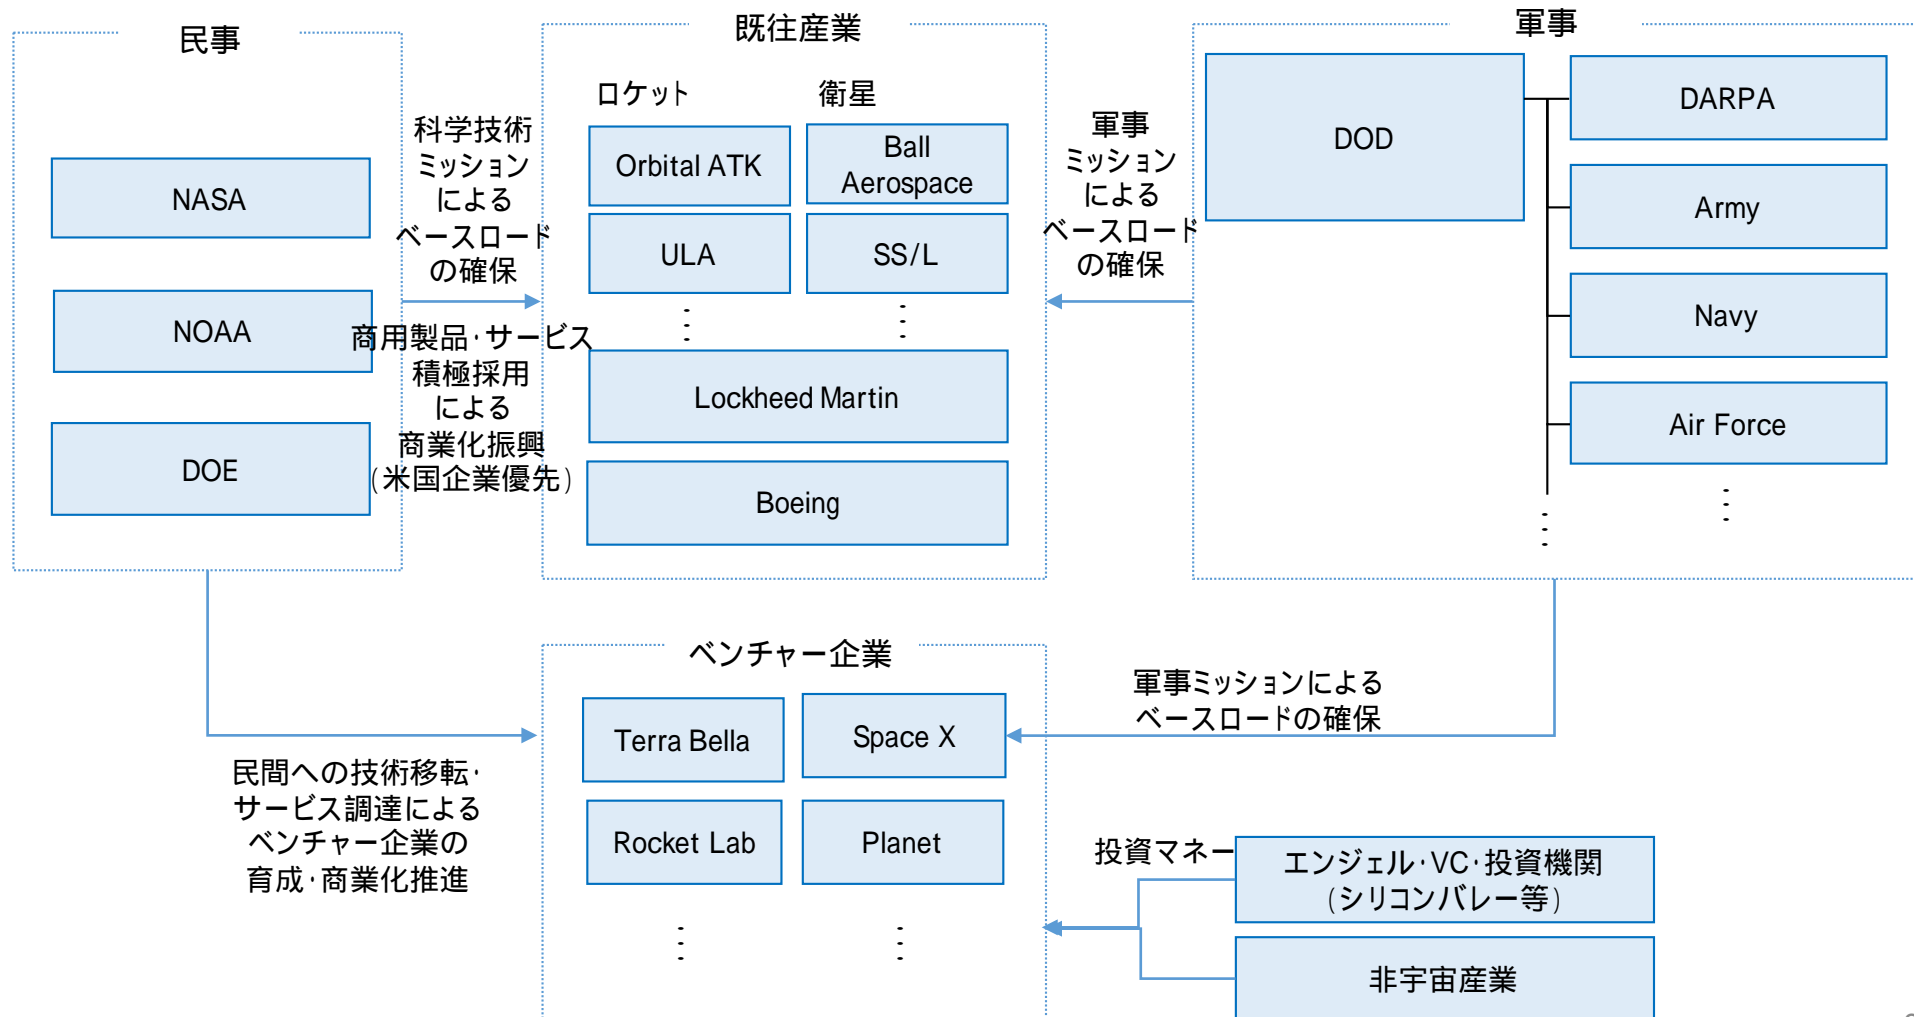 民事
NASA
NOAA
DOE
科学技術
ミッション
による
ベースロード
の確保
商用製品・サービス
積極採用
による
商業化振興
(米国企業優先)
既往産業
ロケット
衛星
Orbital ATK
Ball
Aerospace
ULA
SS/L
Lockheed Martin
Boeing
軍事
ミッション
による
ベースロード
の確保
軍事
DOD
DARPA
Army
Navy
Air Force
民間への技術移転・
サービス調達による
ベンチャー企業の
育成・商業化推進
ベンチャー企業
Terra Bella
Space X
Rocket Lab
Planet
軍事ミッションによる
ベースロードの確保
投資マネー
エンジェル・VC・投資機関
(シリコンバレー等)
非宇宙産業